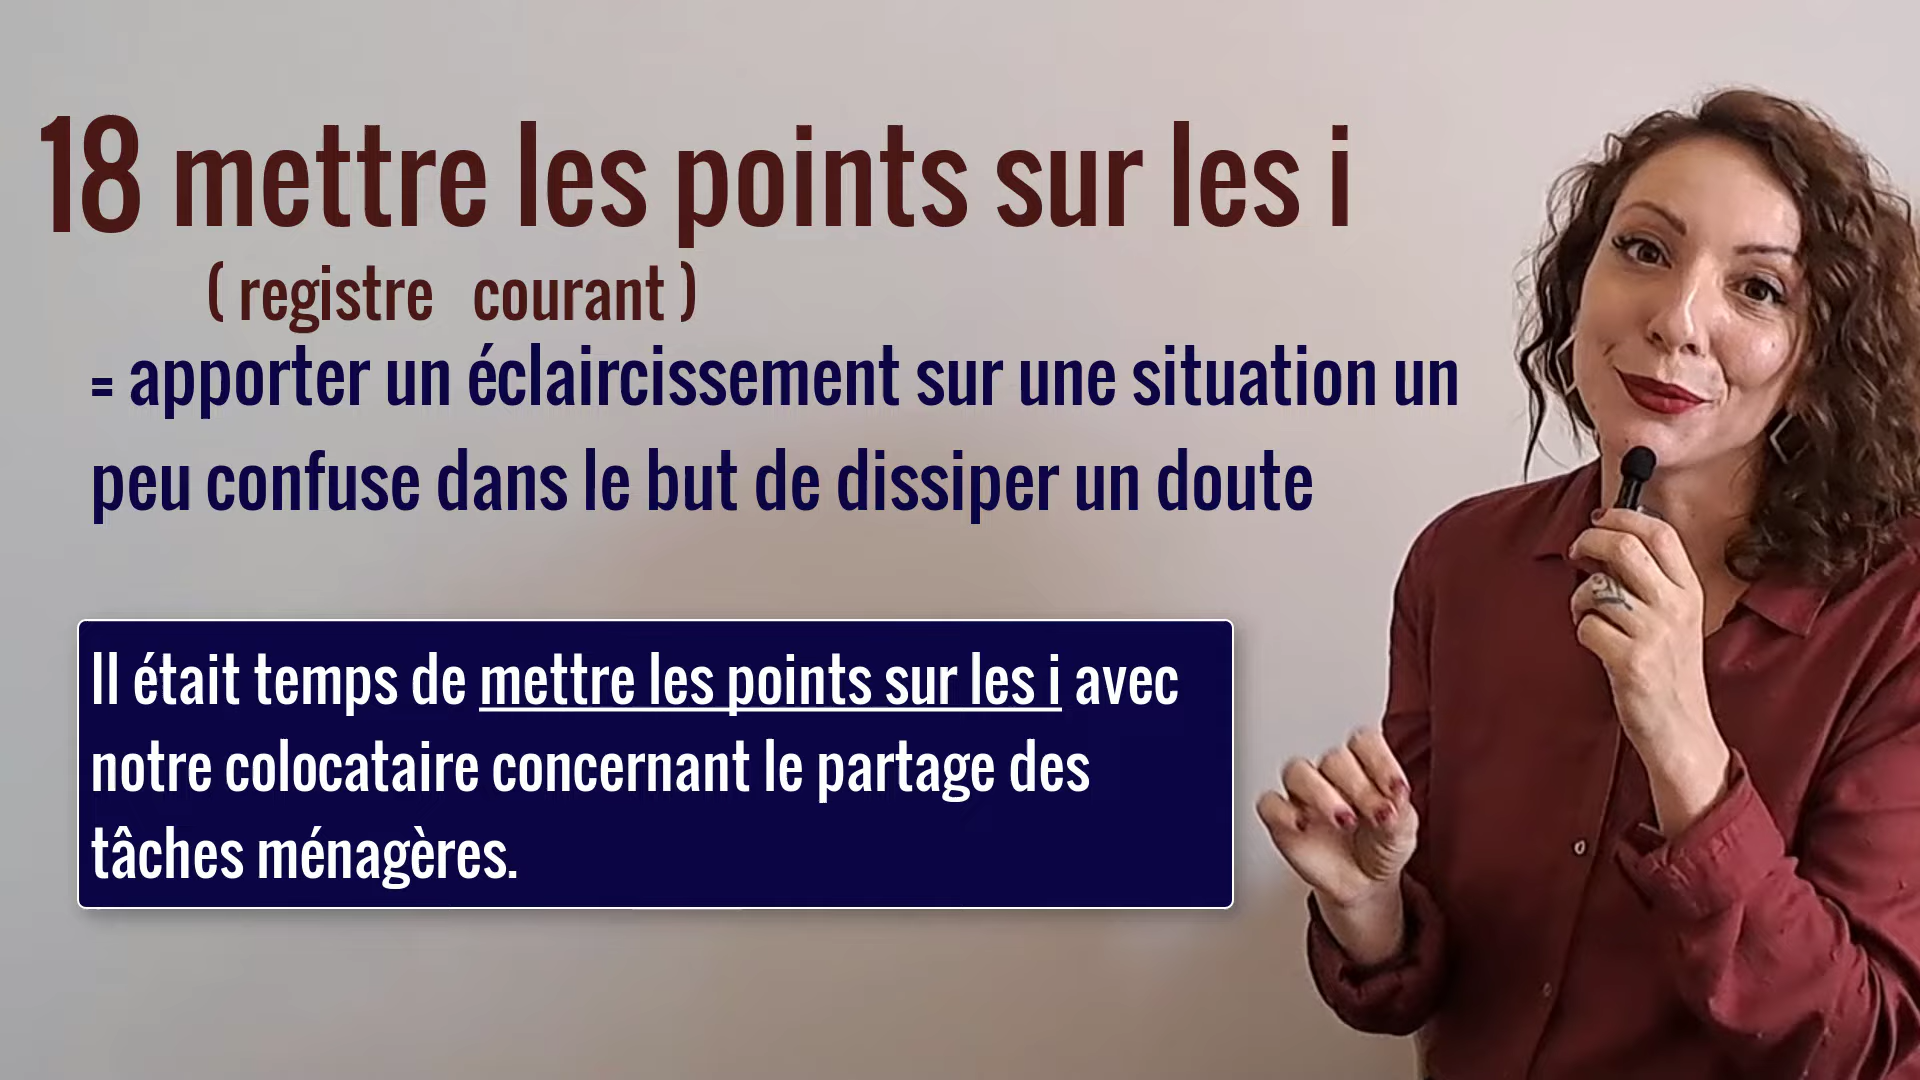 18 mettre les points sur les i
( registre courant )
= apporter un éclaircissement sur une situation un
peu confuse dans le but de dissiper un doute
Il était temps de mettre les points sur les i avec
notre colocataire concernant le partage des
tâches ménagères.